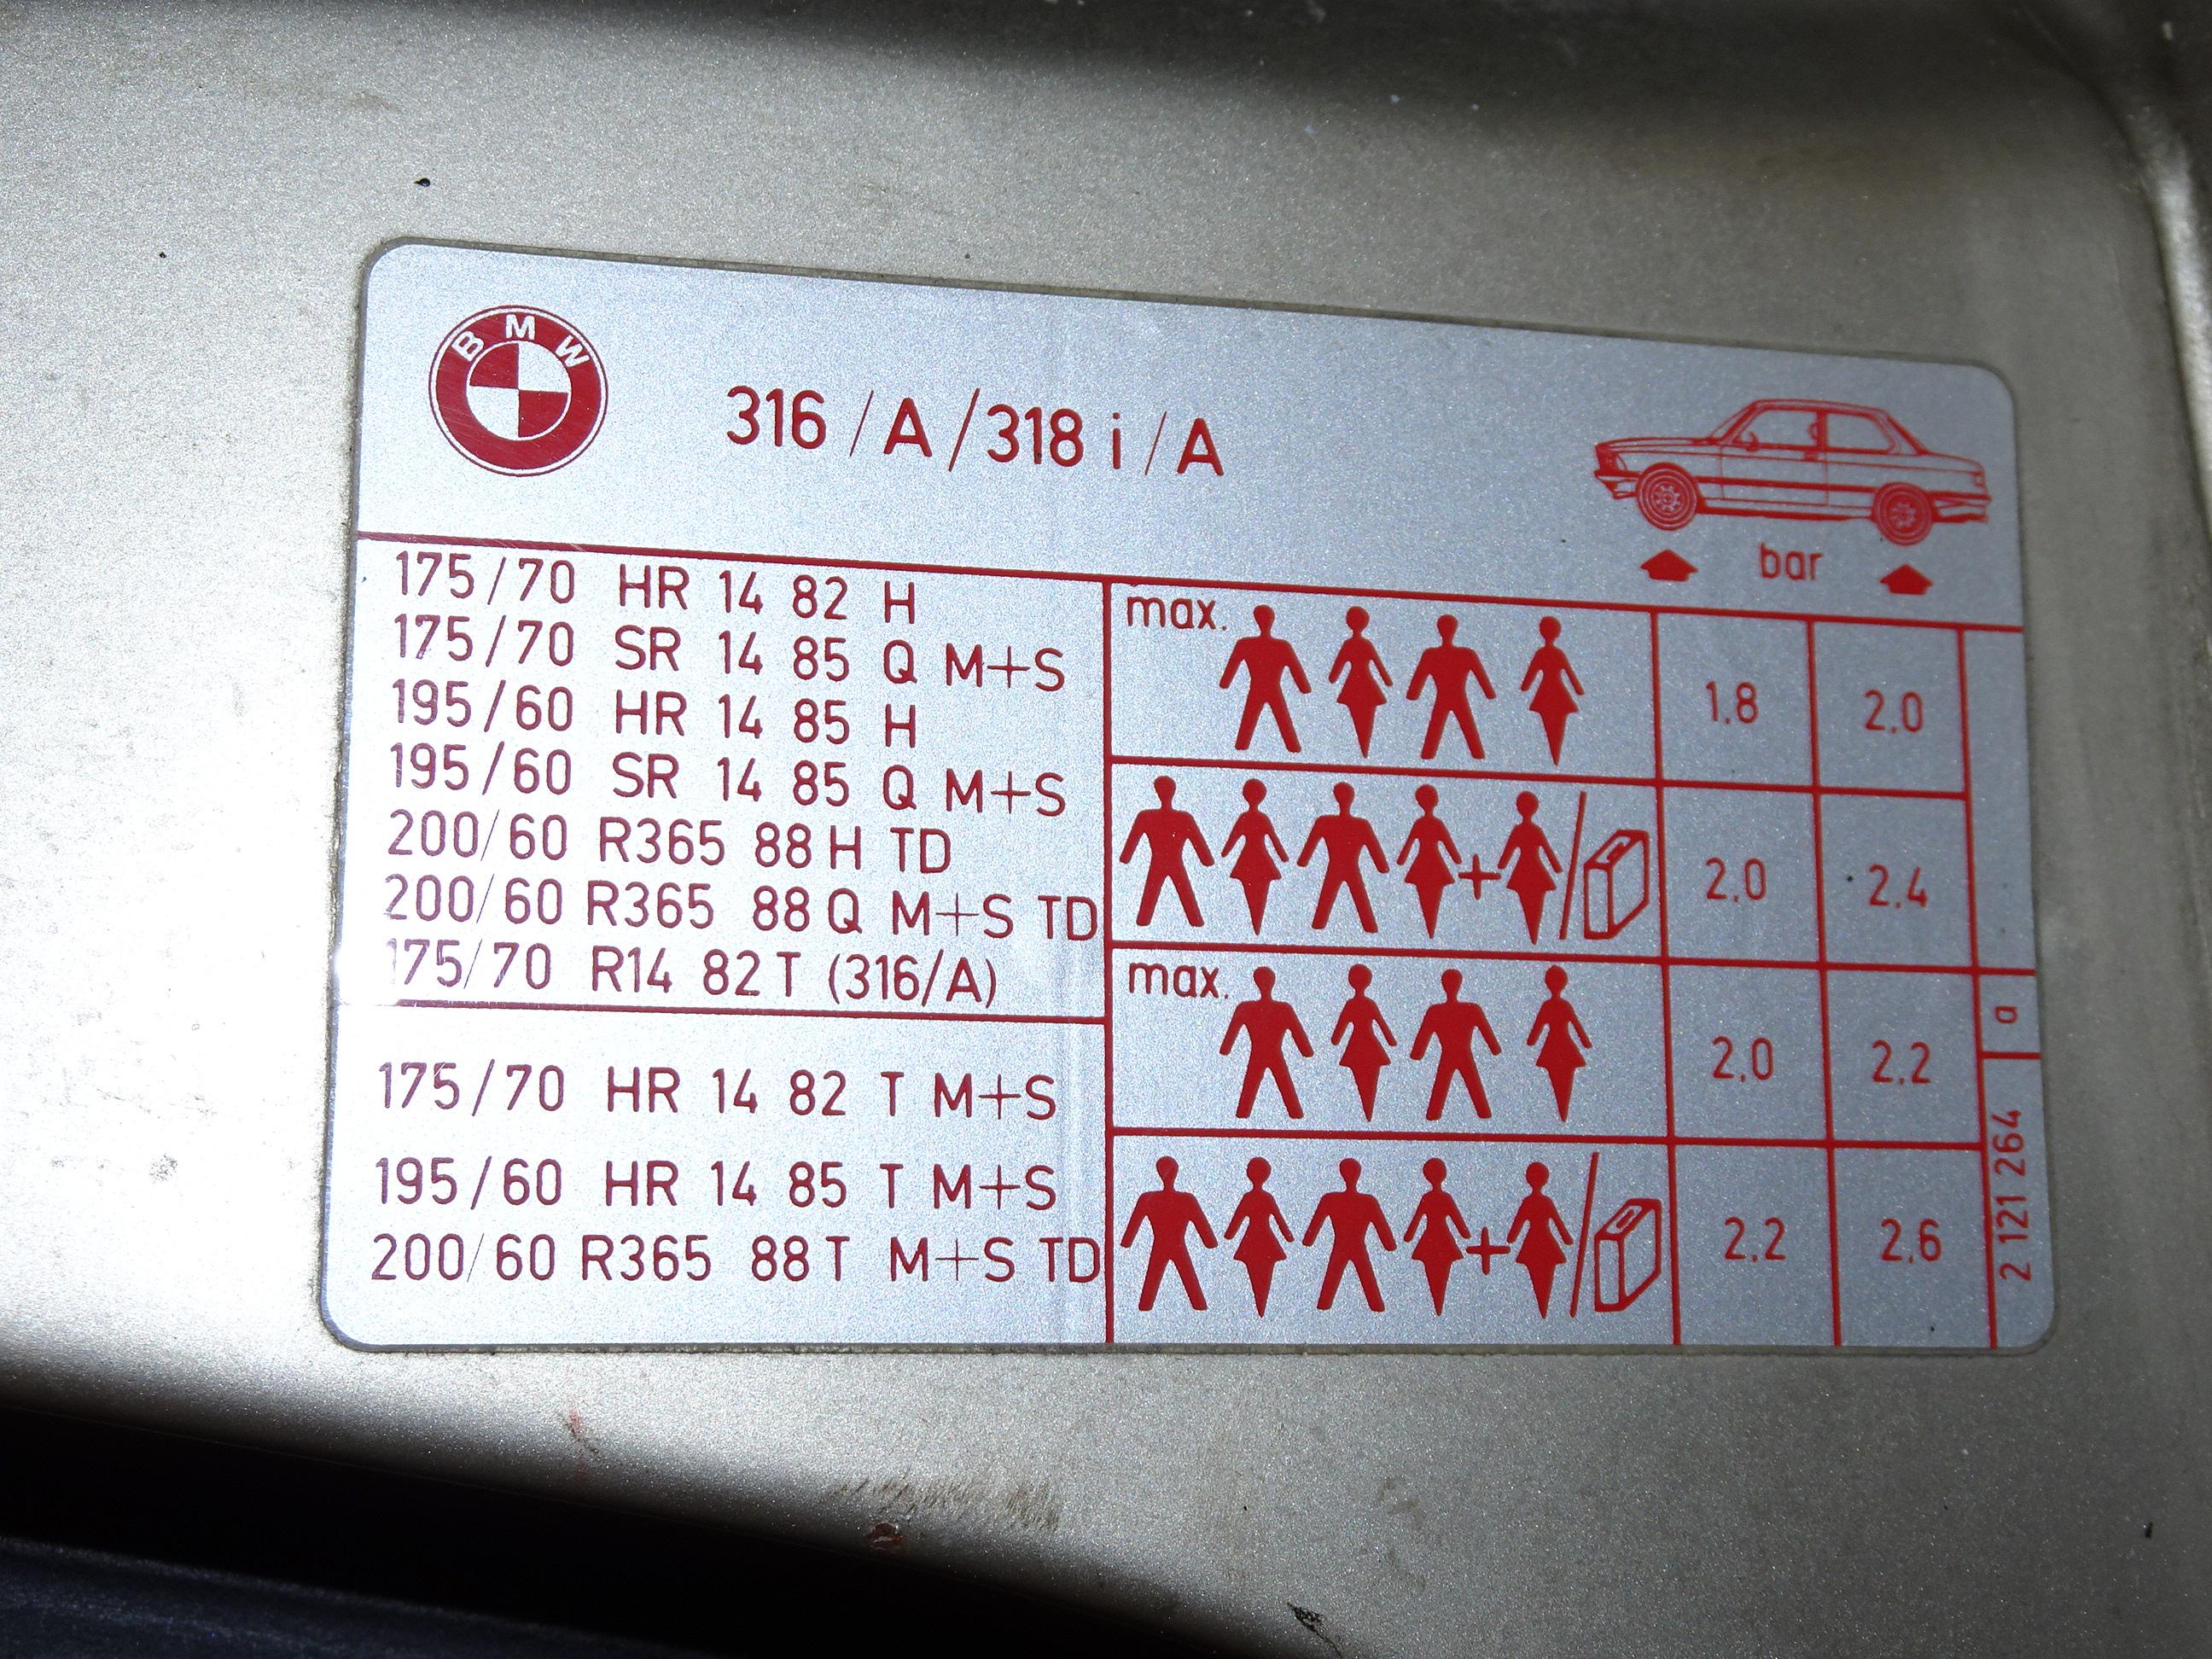 BMW
316 / A / 318 i / A
bar
175/70 HR 14 82 H
175/70 SR 14 85 Q M+S
195/60 HR 14 85 H
195/60 SR 14 85 Q M+S
200/60 R365 88 H TD
200/60 R365 88 Q M+S TD
175/70 R14 82 T (316/A)
175/70 HR 14 82 T M+S
195/60 HR 14 85 T M+S
200/60 R365 88 T M+S TD
max. 1.8 2.0
+ / 2.0 2.4
max. 2.0 2.2
+ / 2.2 2.6
a
2 121 264